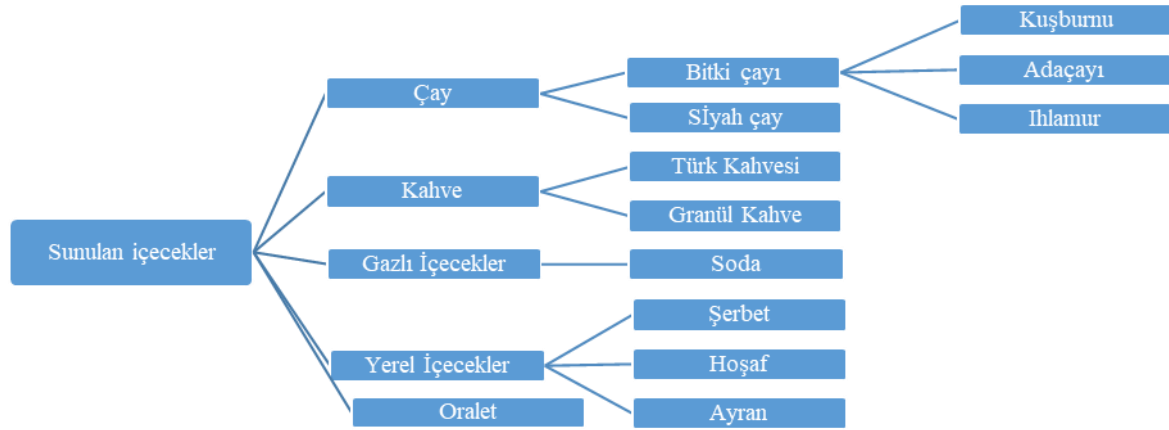 Kuşburnu
Bitki çayı
Adaçayı
Çay
Sİyah çay
Ihlamur
Türk Kahvesi
Kahve
Granül Kahve
Sunulan içecekler
Gazlı İçecekler
Soda
Şerbet
Yerel İçecekler
Hoşaf
Oralet
Ayran